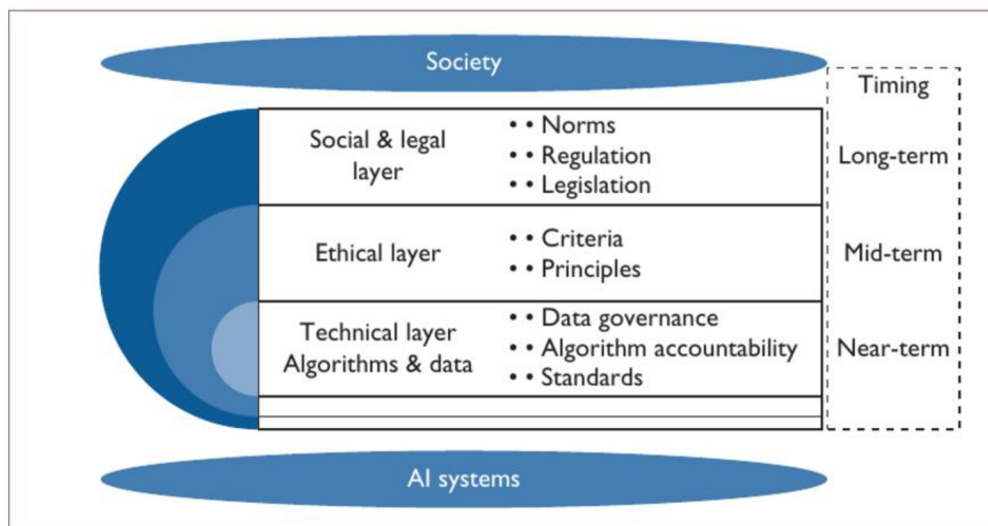 Society
Timing
Social & legal
layer
• • Norms
• • Regulation
• • Legislation
Long-term
Ethical layer
• • Criteria
• • Principles
Mid-term
Technical layer
Algorithms & data
• • Data governance
• • Algorithm accountability
• • Standards
Near-term
AI systems